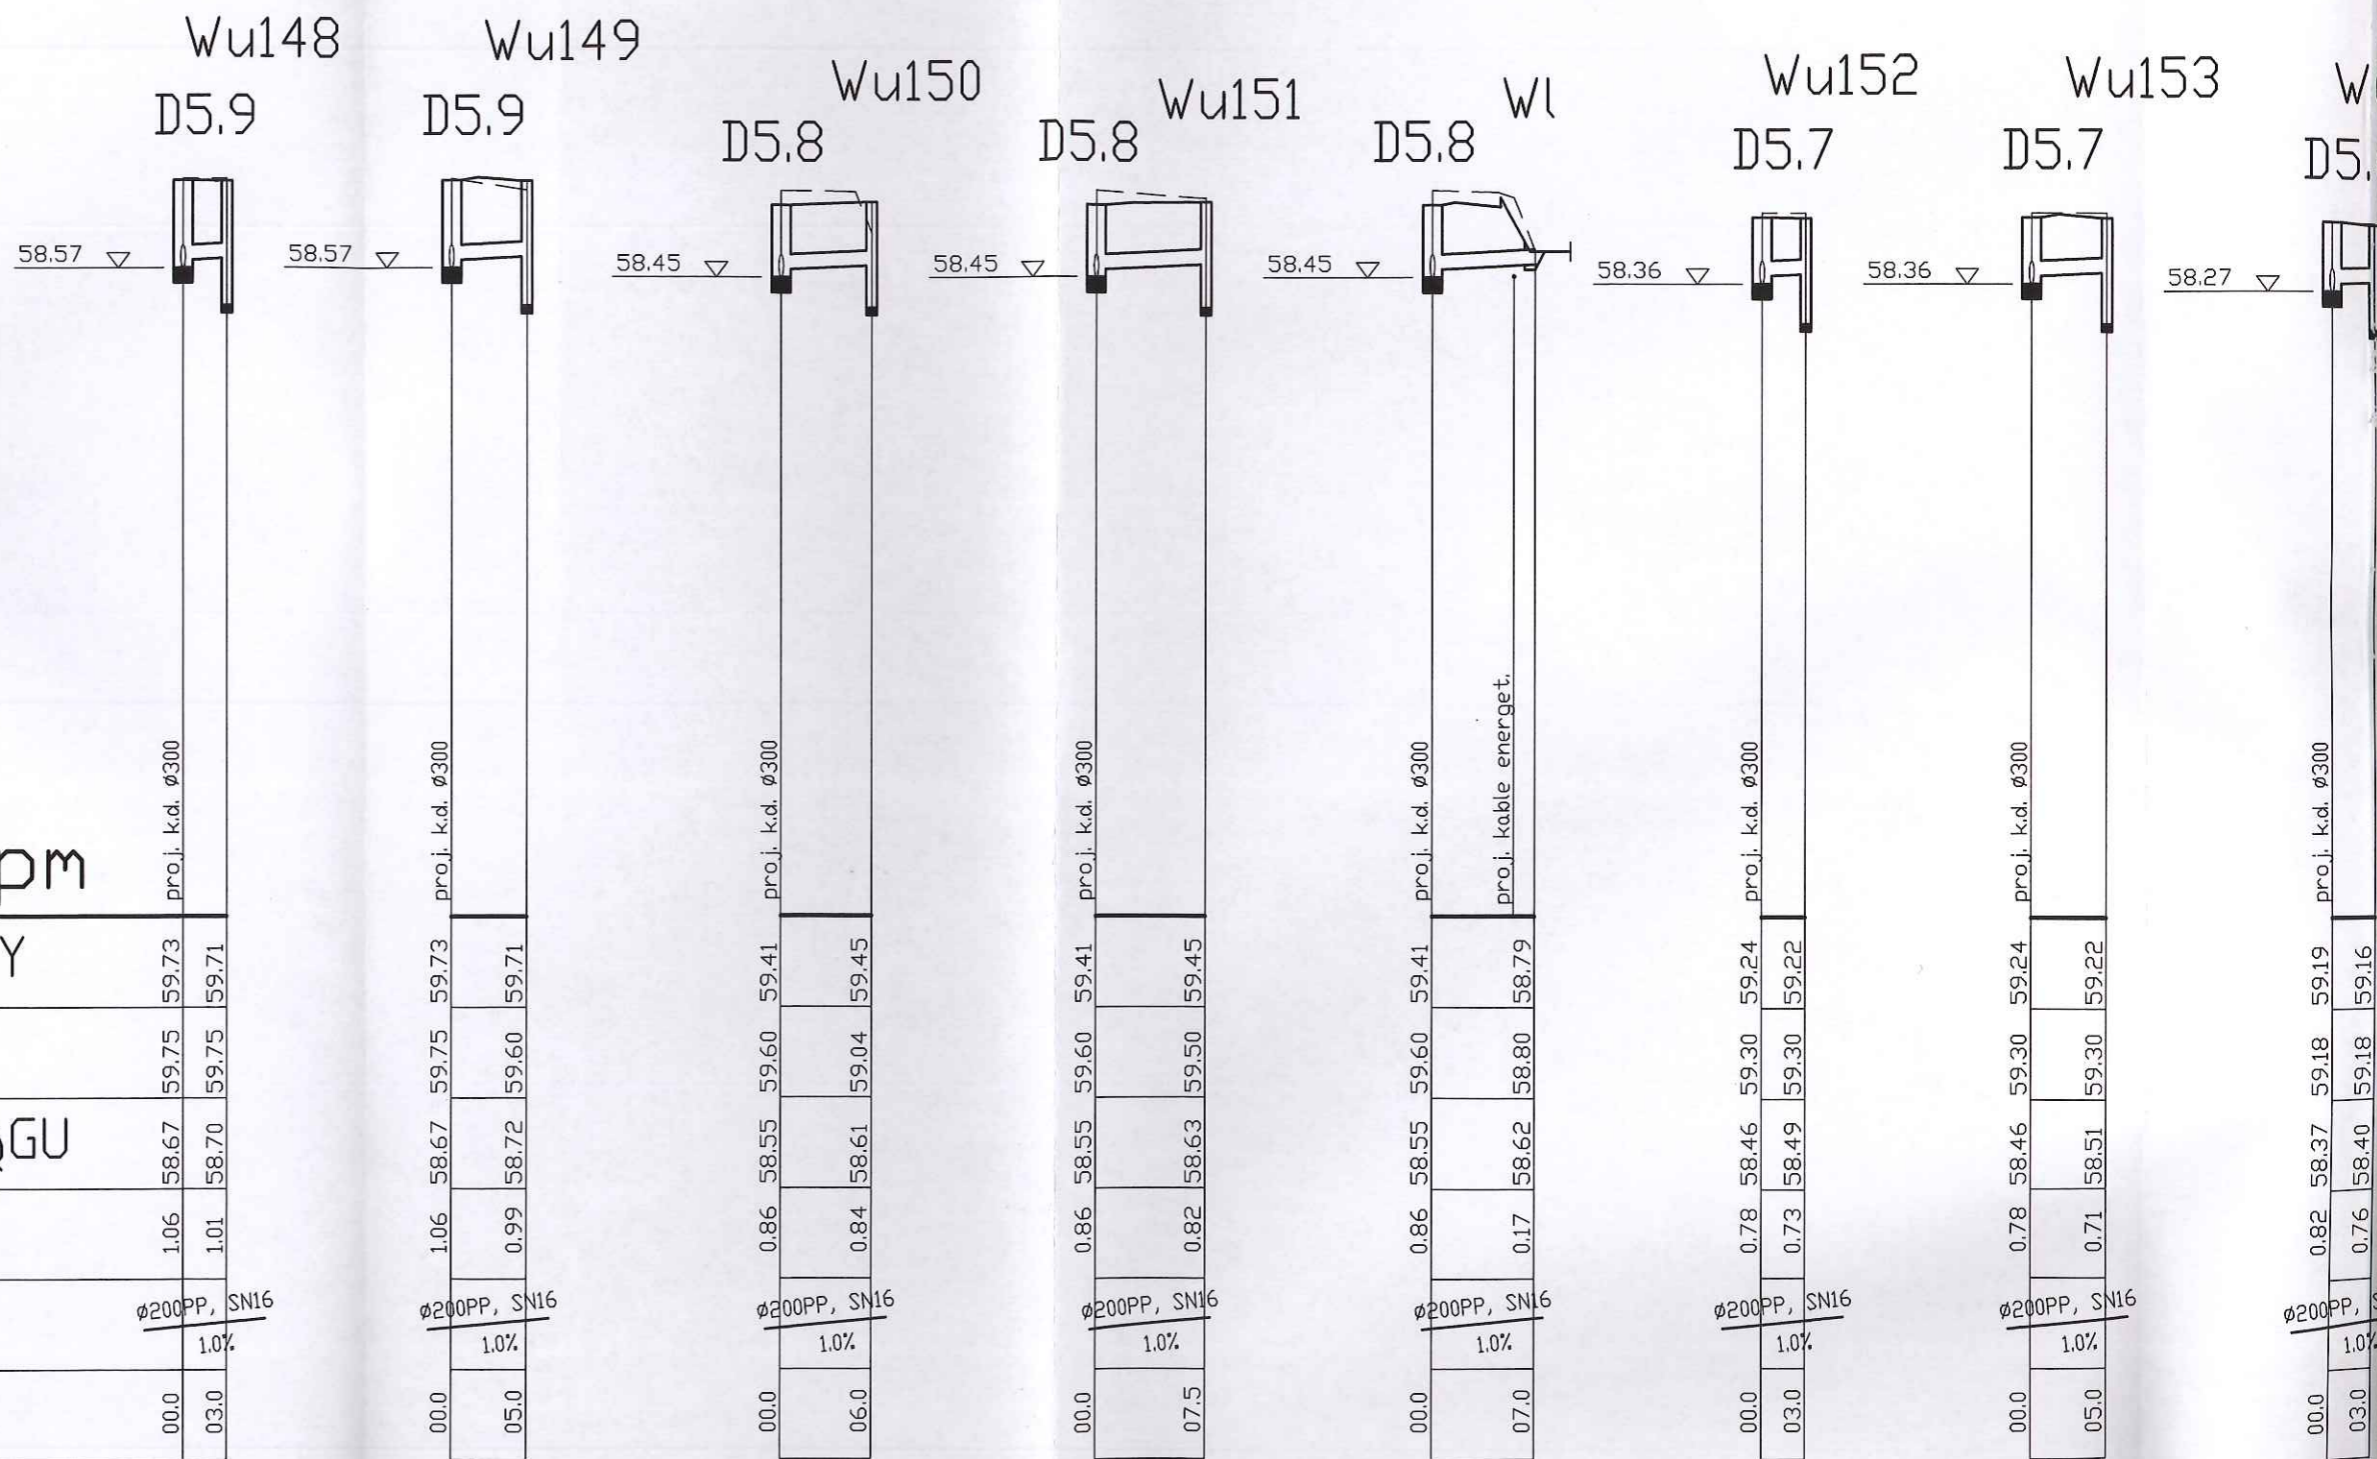 Wu148 Wu149 Wu150 Wu151 Wl Wu152 Wu153 W
D5.9 D5.9 D5.8 D5.8 D5.8 D5.7 D5.7 D5.
58.57 58.57 58.45 58.45 58.45 58.36 58.36 58.27
proj. k.d. ø300 proj. k.d. ø300 proj. k.d. ø300 proj. k.d. ø300 proj. k.d. ø300 proj. kable energet. proj. k.d. ø300 proj. k.d. ø300 proj. k.d. ø300
pm
Y 59.73 59.71 59.73 59.71 59.41 59.45 59.41 59.45 59.41 58.79 59.24 59.22 59.24 59.22 59.19 59.16
59.75 59.75 59.75 59.60 59.60 59.04 59.60 59.50 59.60 58.80 59.30 59.30 59.30 59.30 59.18 59.18
GU 58.67 58.70 58.67 58.72 58.55 58.61 58.55 58.63 58.55 58.62 58.46 58.49 58.46 58.51 58.37 58.40
1.06 1.01 1.06 0.99 0.86 0.84 0.86 0.82 0.86 0.17 0.78 0.73 0.78 0.71 0.82 0.76
ø200PP, SN16 ø200PP, SN16 ø200PP, SN16 ø200PP, SN16 ø200PP, SN16 ø200PP, SN16 ø200PP, SN16 ø200PP,
1.0% 1.0% 1.0% 1.0% 1.0% 1.0% 1.0% 1.0%
00.0 03.0 00.0 05.0 00.0 06.0 00.0 07.5 00.0 07.0 00.0 03.0 00.0 05.0 00.0 03.0